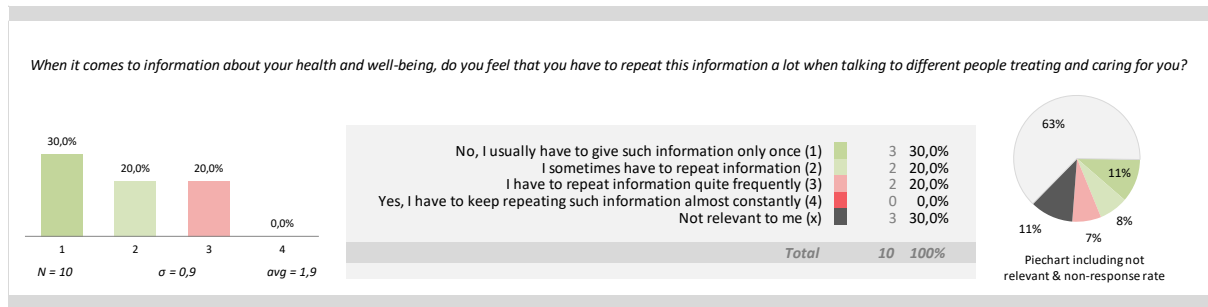 When it comes to information about your health and well-being, do you feel that you have to repeat this information a lot when talking to different people treating and caring for you?
30,0%
20,0%
20,0%
0,0%
1 2 3 4
N = 10 σ = 0,9 avg = 1,9
No, I usually have to give such information only once (1) 3 30,0%
I sometimes have to repeat information (2) 2 20,0%
I have to repeat information quite frequently (3) 2 20,0%
Yes, I have to keep repeating such information almost constantly (4) 0 0,0%
Not relevant to me (x) 3 30,0%
Total 10 100%
63%
11%
8%
7%
11%
Piechart including not
relevant & non-response rate